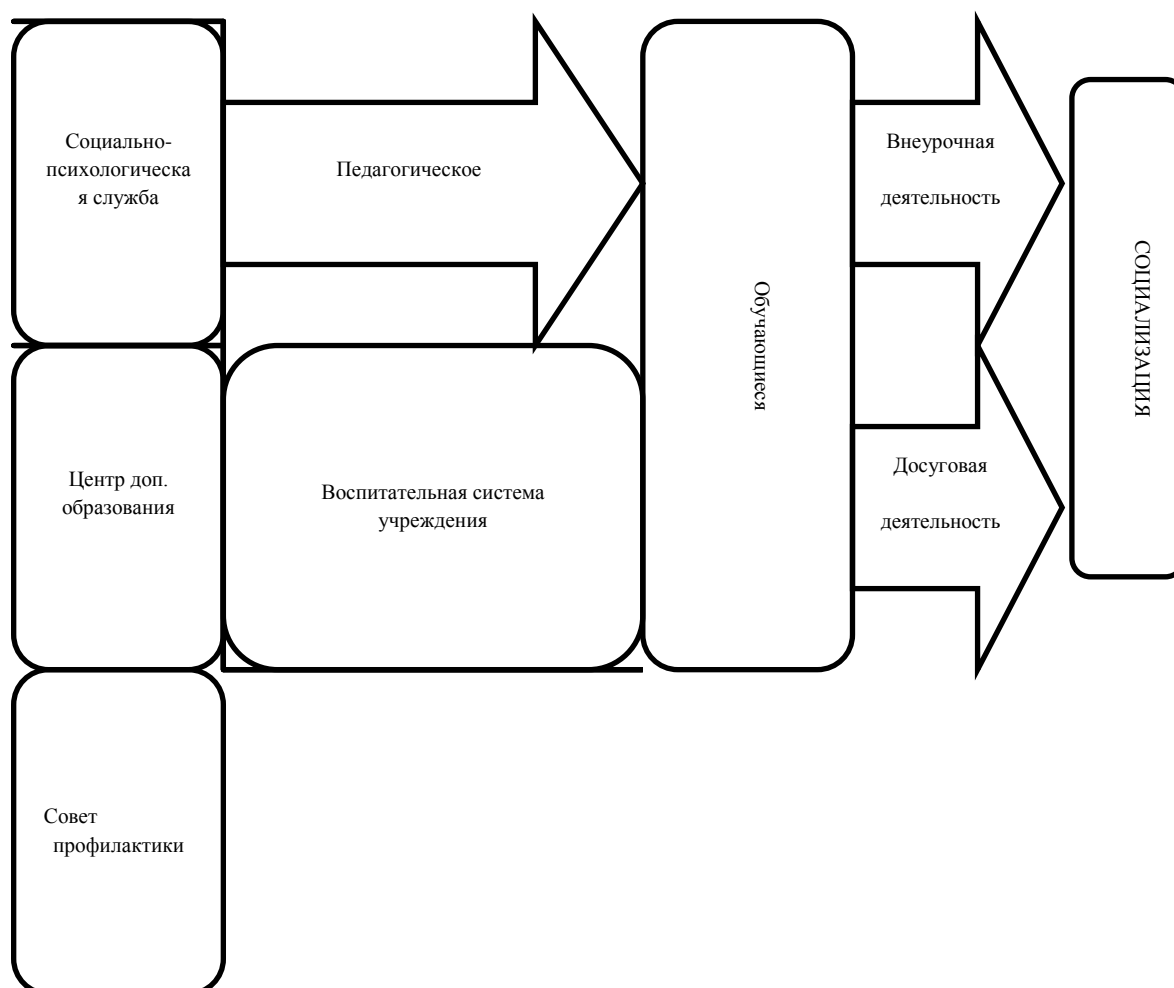 Социально-
психологическа
я служба
Педагогическое
Обучающиеся
Внеурочная
деятельность
СОЦИАЛИЗАЦИЯ
Центр доп.
образования
Воспитательная система
учреждения
Досуговая
деятельность
Совет
профилактики